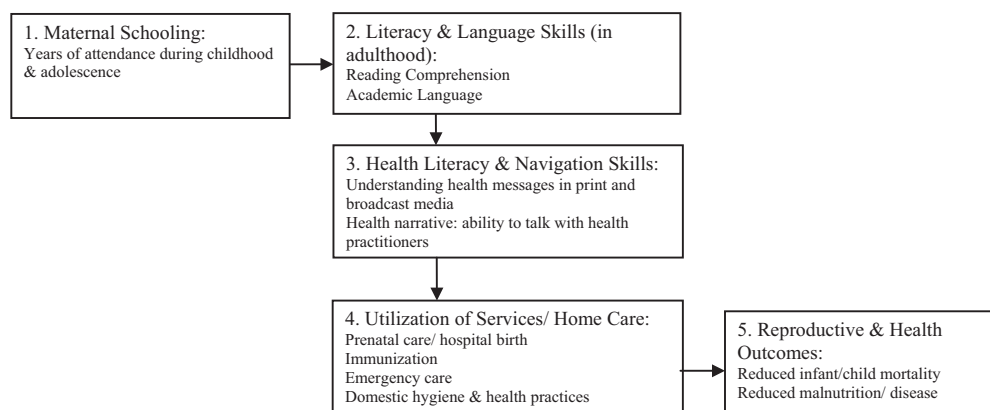 1. Maternal Schooling:
Years of attendance during childhood
& adolescence
2. Literacy & Language Skills (in
adulthood):
Reading Comprehension
Academic Language
3. Health Literacy & Navigation Skills:
Understanding health messages in print and
broadcast media
Health narrative: ability to talk with health
practitioners
4. Utilization of Services/ Home Care:
Prenatal care/ hospital birth
Immunization
Emergency care
Domestic hygiene & health practices
5. Reproductive & Health
Outcomes:
Reduced infant/child mortality
Reduced malnutrition/ disease